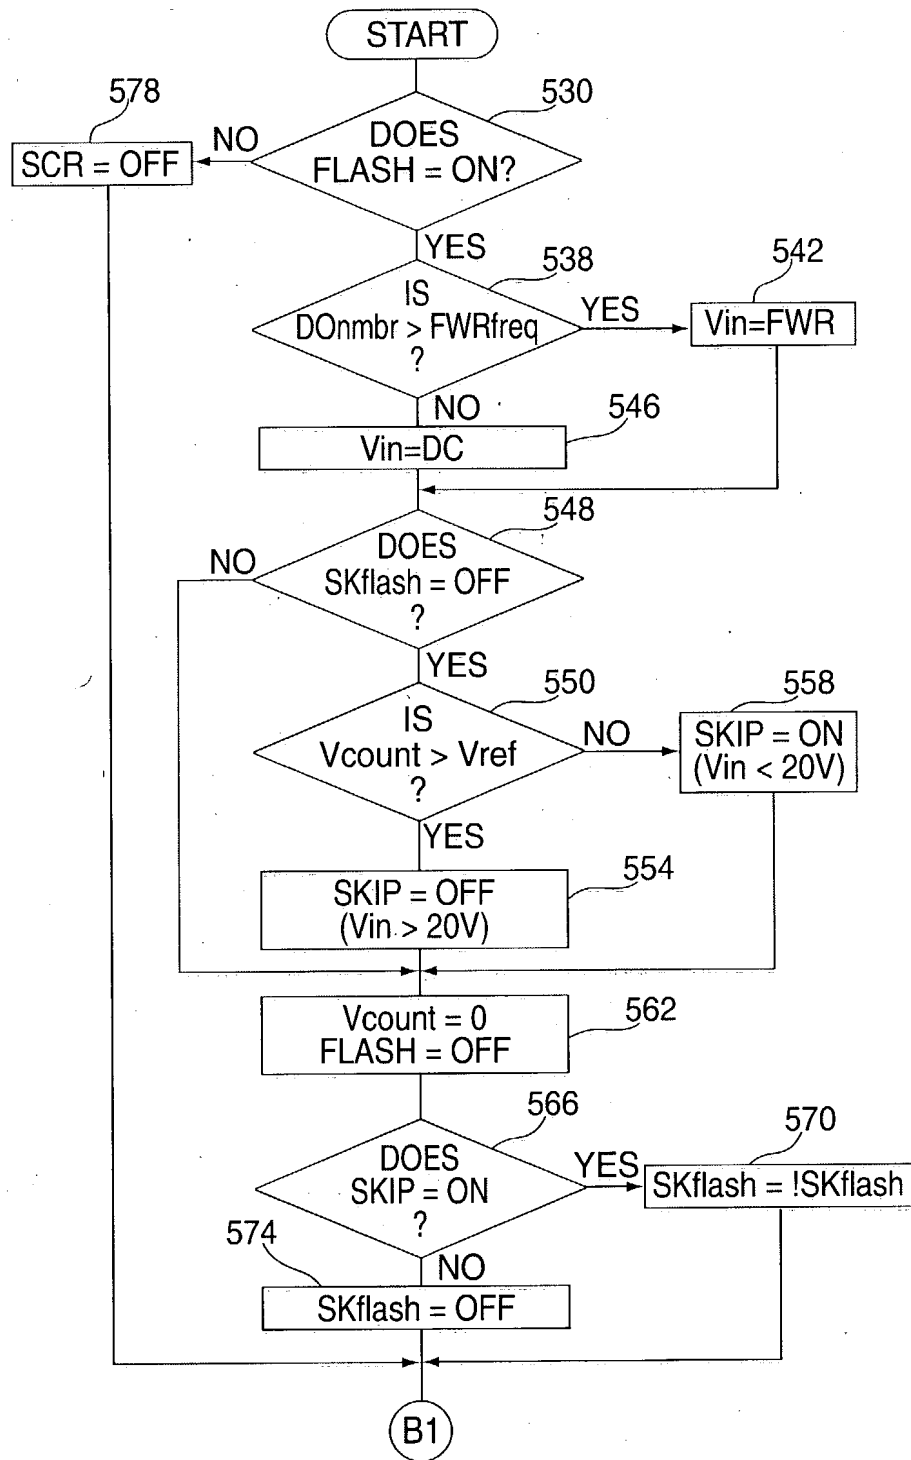 START
578
530
NO
DOES
FLASH = ON?
SCR = OFF
YES
538
542
IS
DOnmbr > FWRfreq
?
YES
Vin=FWR
NO
546
Vin=DC
548
NO
DOES
SKflash = OFF
?
YES
550
558
IS
Vcount > Vref
?
NO
SKIP = ON
(Vin < 20V)
YES
554
SKIP = OFF
(Vin > 20V)
562
Vcount = 0
FLASH = OFF
566
570
DOES
SKIP = ON
?
YES
SKflash = !SKflash
574
NO
SKflash = OFF
B1